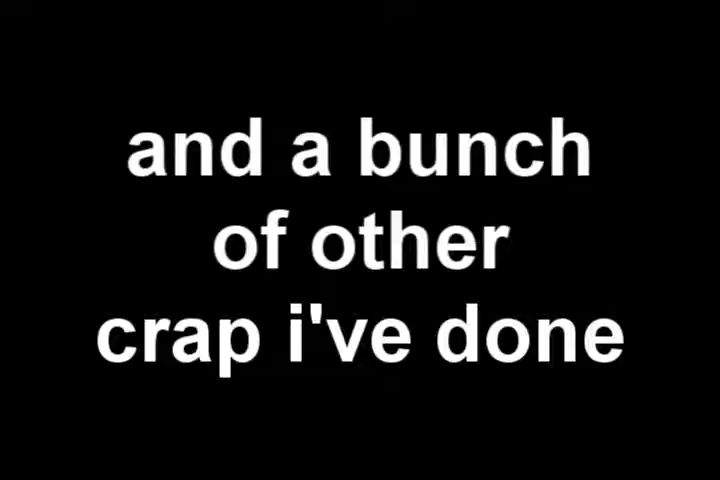 and a bunch
of other
crap i've done